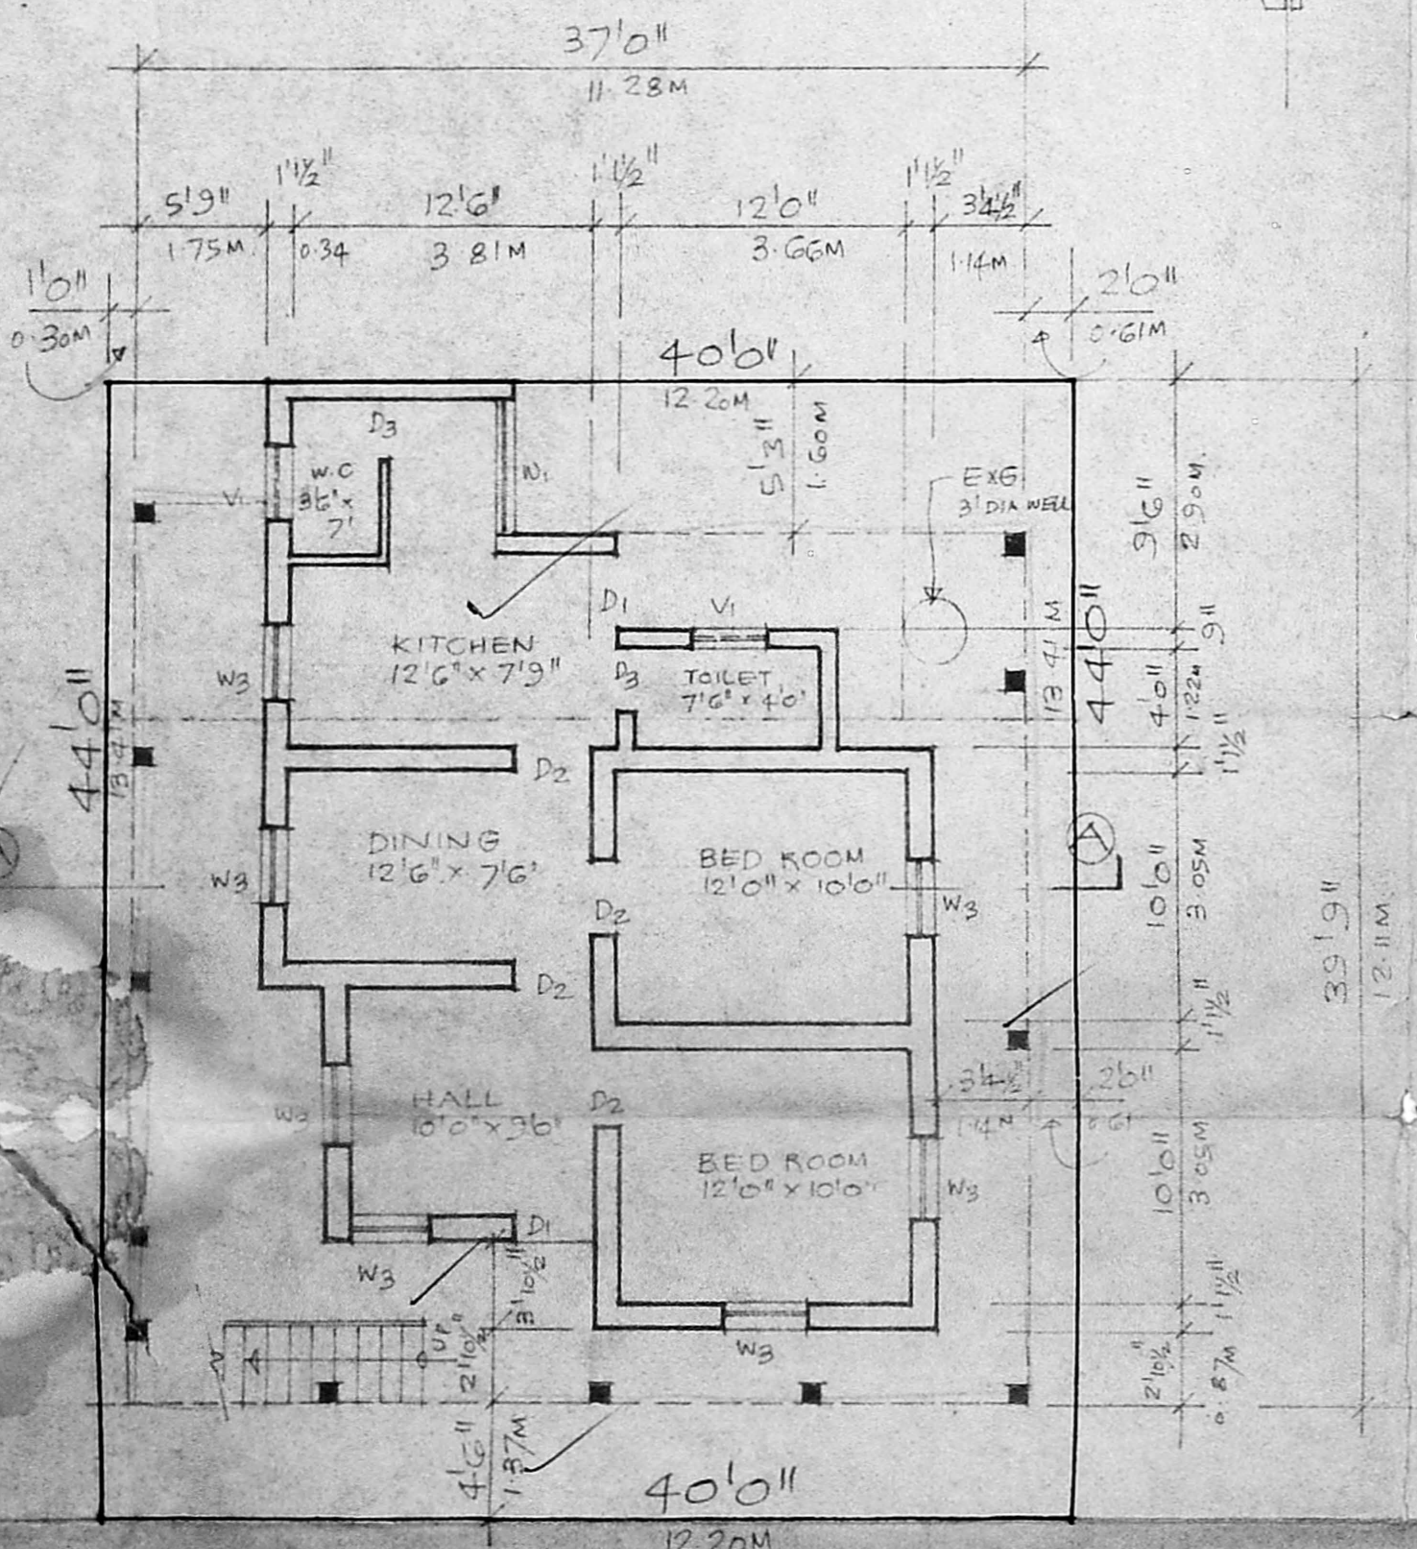 37'0"
11.28M
5'9"
1'1½"
12'6"
1'1½"
12'0"
1'1½"
3'4½"
1.75M
0.34
3.81M
3.66M
1.14M
1'0"
0.30M
2'0"
0.61M
40'0"
12.20M
5'3"
1.60M
D3
W.C
3'6" x
7'
V1
W1
EXG
3' DIA WELL
9'6"
2.90M.
D1
V1
KITCHEN
12'6" x 7'9"
W3
D3
TOILET
7'6" x 4'0"
13.41M
44'0"
9"
4'0"
1.22M
1'1½"
44'0"
13.41M
D2
DINING
12'6" x 7'6"
W3
BED ROOM
12'0" x 10'0"
W3
D2
A
10'0"
3.05M
39'9"
12.11M.
D2
1'1½"
HALL
10'0" x 9'6"
W3
D2
3'4½"
1.14M
2'0"
0.61
BED ROOM
12'0" x 10'0"
W3
10'0"
3.05M
D1
W3
3'10½"
W3
UP
2'10½"
1'1½"
2'10½"
0.87M
4'6"
1.37M
40'0"
12.20M